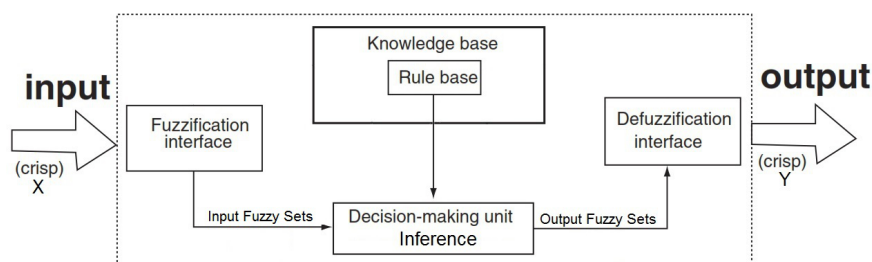 Knowledge base
Rule base
input
output
Fuzzification
interface
Defuzzification
interface
(crisp)
X
(crisp)
Y
Input Fuzzy Sets
Decision-making unit
Inference
Output Fuzzy Sets